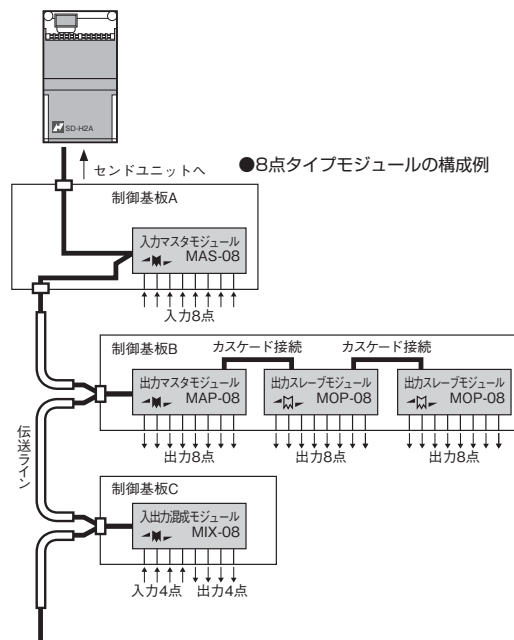 SD-H2A
センドユニットへ
●8点タイプモジュールの構成例
制御基板A
入力マスタモジュール
MAS-08
入力8点
制御基板B
カスケード接続
カスケード接続
出力マスタモジュール
MAP-08
出力スレーブモジュール
MOP-08
出力スレーブモジュール
MOP-08
出力8点
出力8点
出力8点
伝送ライン
制御基板C
入出力混成モジュール
MIX-08
入力4点
出力4点